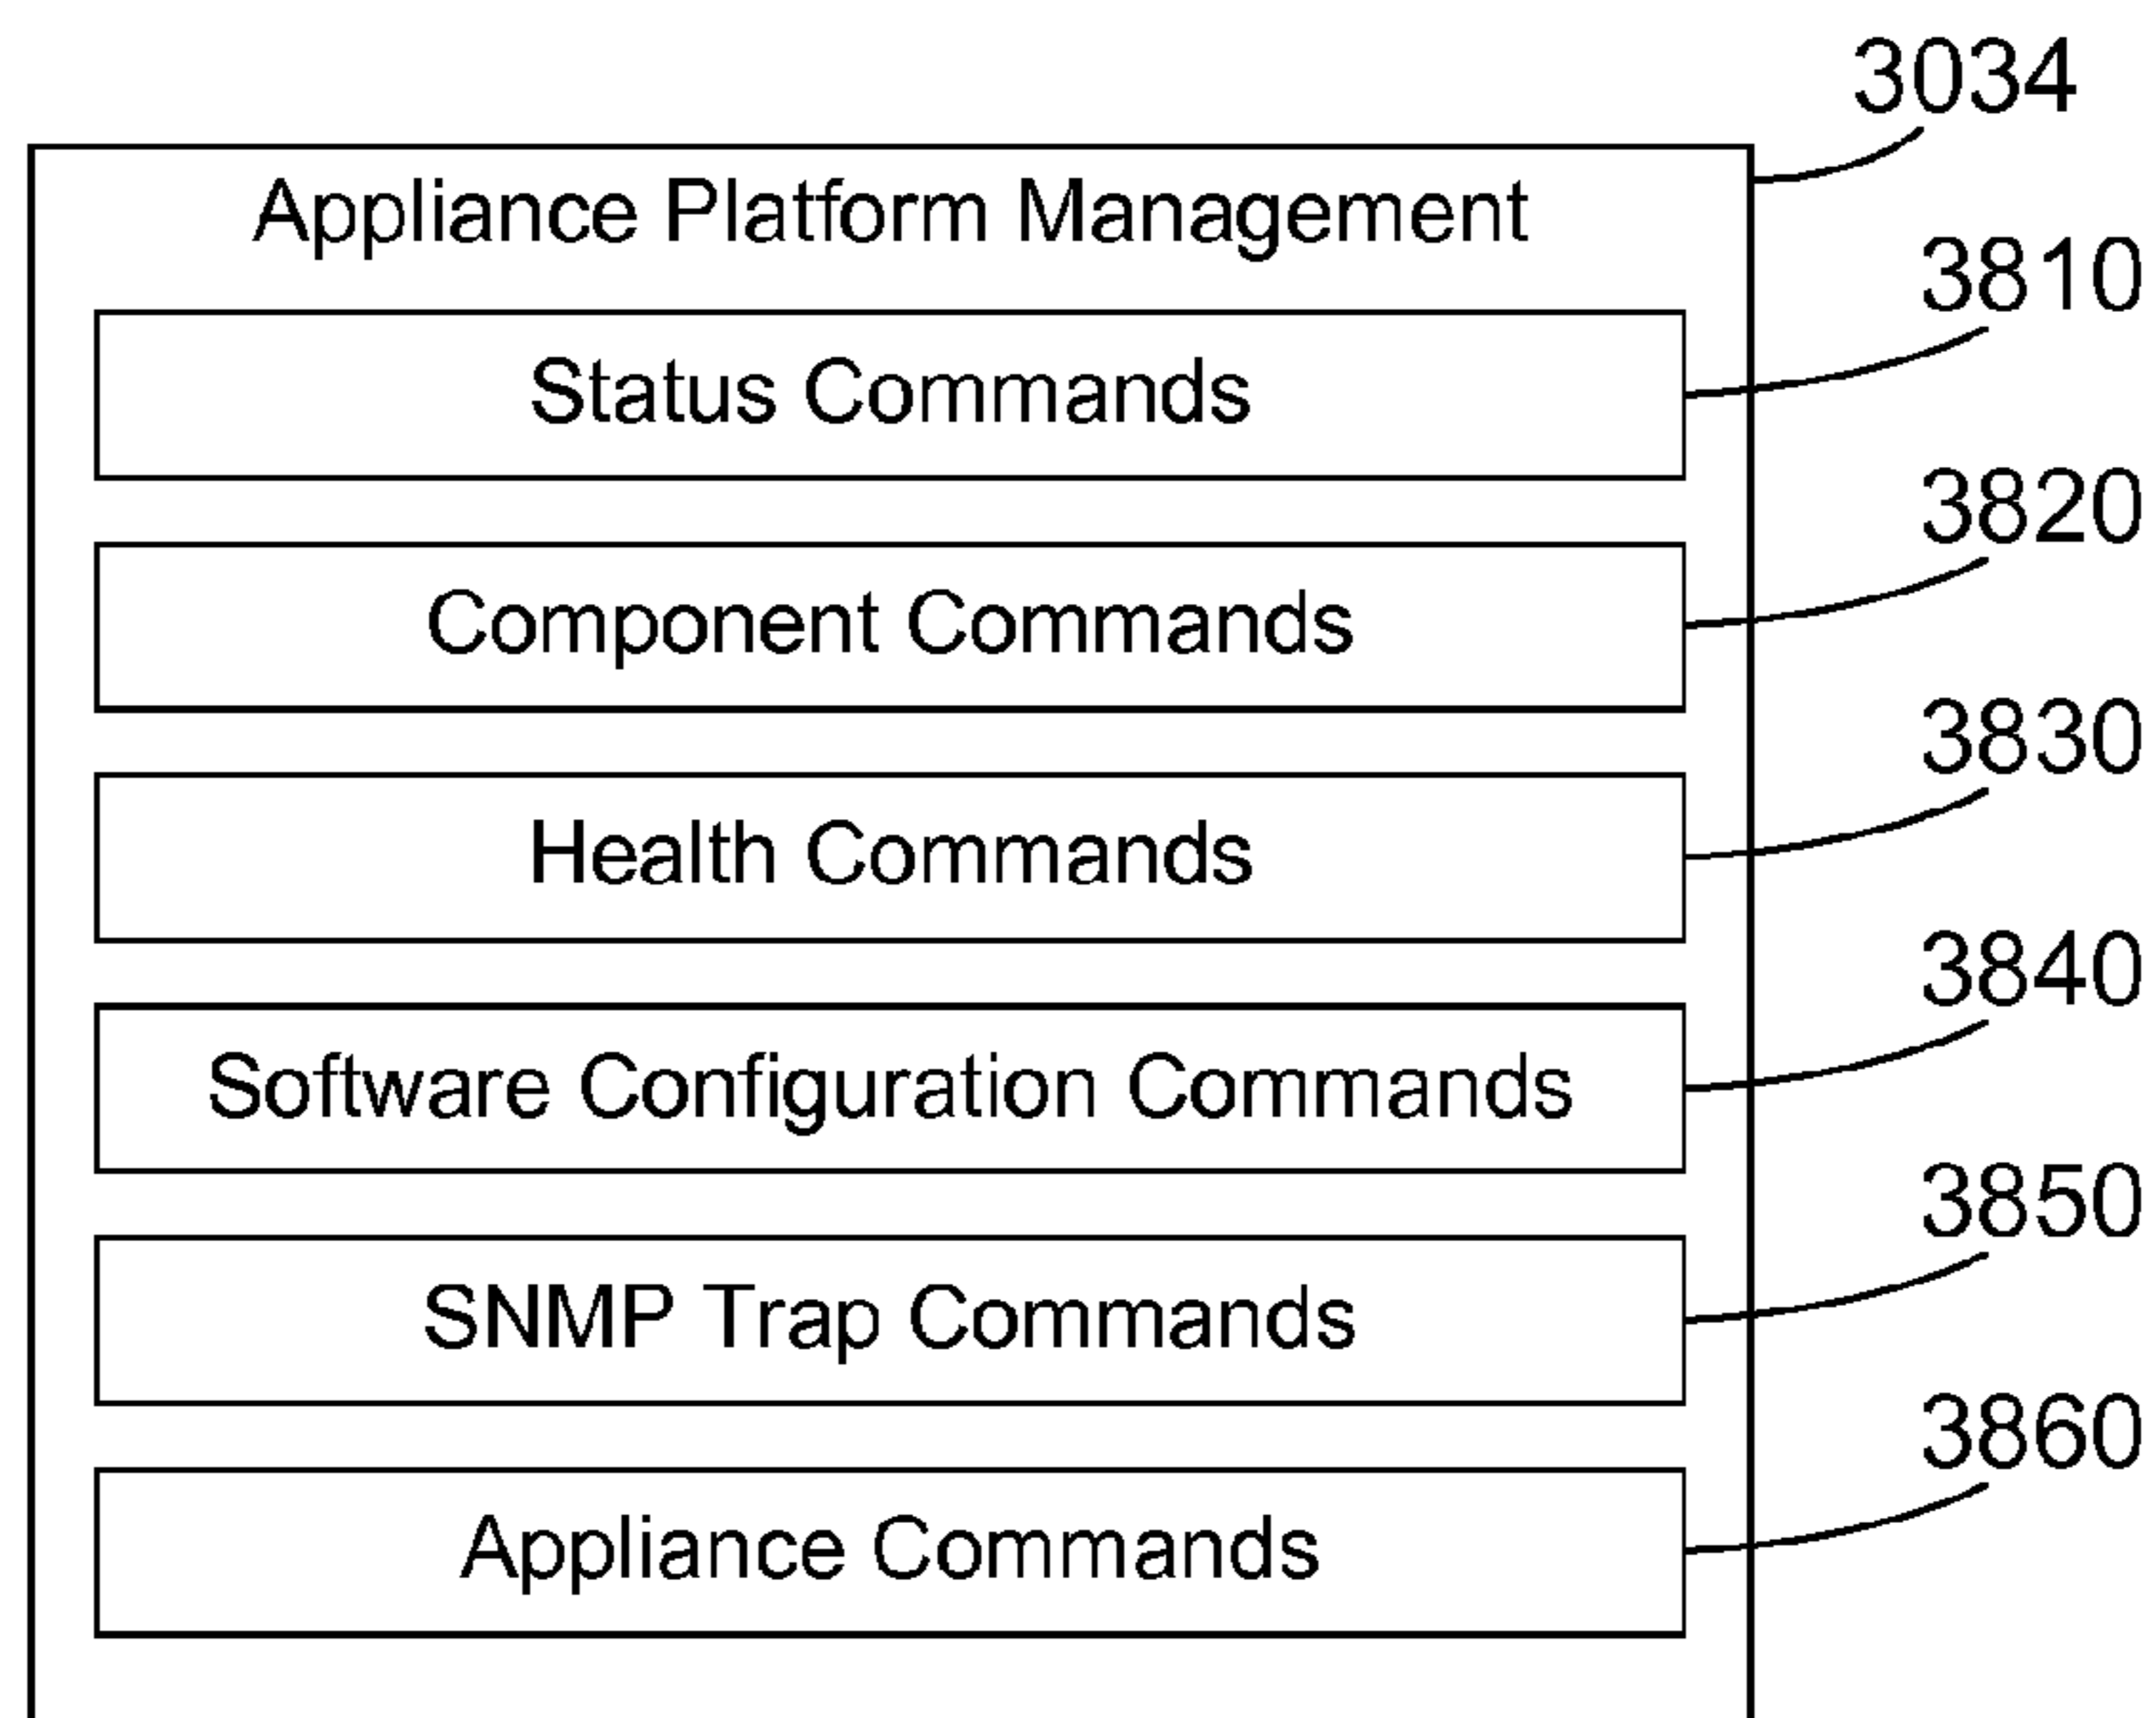 3034
Appliance Platform Management
3810
Status Commands
3820
Component Commands
3830
Health Commands
3840
Software Configuration Commands
3850
SNMP Trap Commands
3860
Appliance Commands